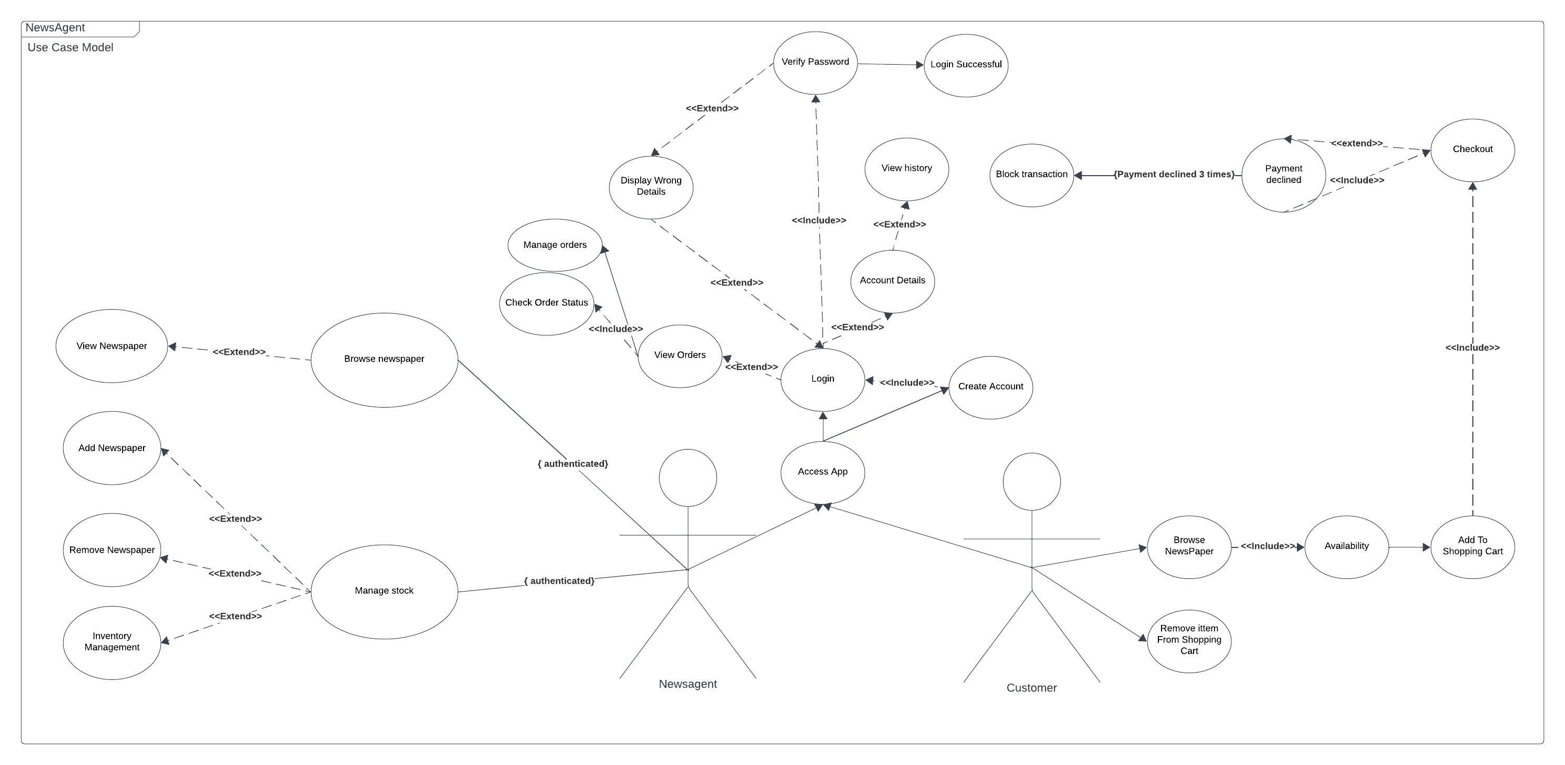 NewsAgent
Use Case Model
Verify Password
Login Successful
<<Extend>>
<<extend>>
Checkout
View history
Payment
declined
Block transaction
{Payment declined 3 times}
<<Include>>
Display Wrong
Details
<<Include>>
<<Extend>>
Manage orders
Account Details
<<Extend>>
Check Order Status
<<Include>>
<<Extend>>
View Newspaper
<<Extend>>
Browse newspaper
View Orders
<<Extend>>
Login
<<Include>>
Create Account
<<Include>>
Add Newspaper
{ authenticated}
Access App
<<Extend>>
Remove Newspaper
<<Extend>>
Browse
NewsPaper
<<Include>>
Availability
Add To
Shopping Cart
Manage stock
{ authenticated}
<<Extend>>
Inventory
Management
Remove ittem
From Shopping
Cart
Newsagent
Customer